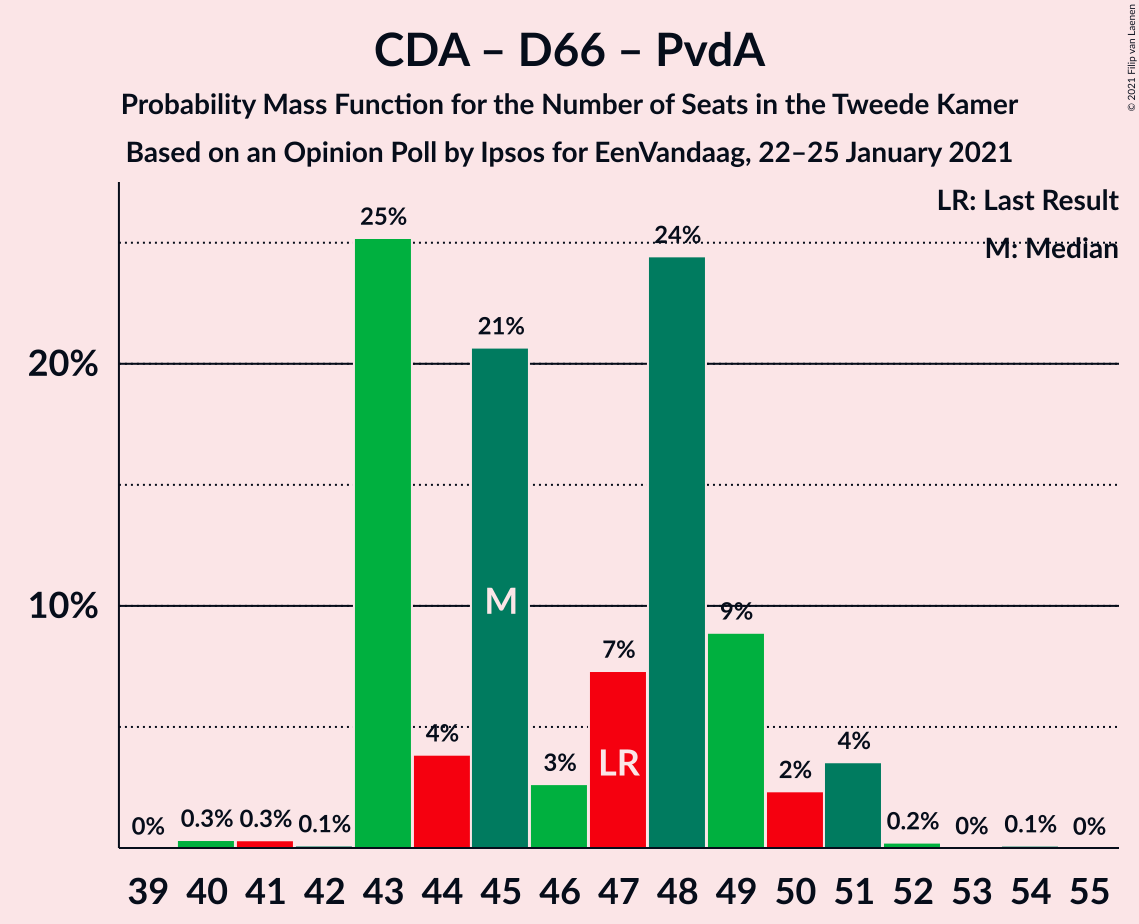 CDA – D66 – PvdA
Probability Mass Function for the Number of Seats in the Tweede Kamer
Based on an Opinion Poll by Ipsos for EenVandaag, 22–25 January 2021
© 2021 Filip van Laenen
LR: Last Result
M: Median
25%
24%
21%
20%
10%
M
9%
7%
LR
4%
3%
4%
2%
0%
0.3%
0.3%
0.1%
0.2%
0%
0.1%
0%
39 40 41 42 43 44 45 46 47 48 49 50 51 52 53 54 55